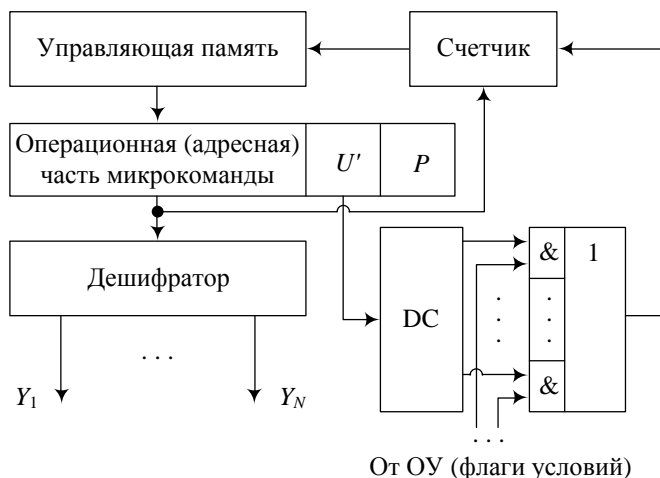 Управляющая память
Счетчик
Операционная (адресная)
часть микрокоманды
U'
P
Дешифратор
DC
&
1
&
. . .
Y1
YN
От ОУ (флаги условий)